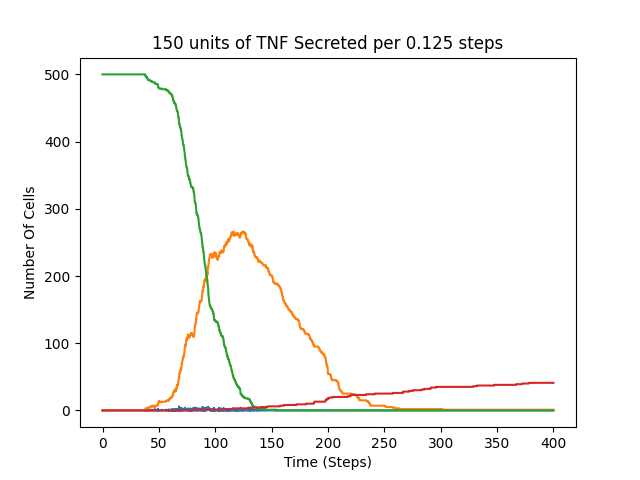 150 units of TNF Secreted per 0.125 steps
500
400
300
200
100
0
Number Of Cells
0 50 100 150 200 250 300 350 400
Time (Steps)